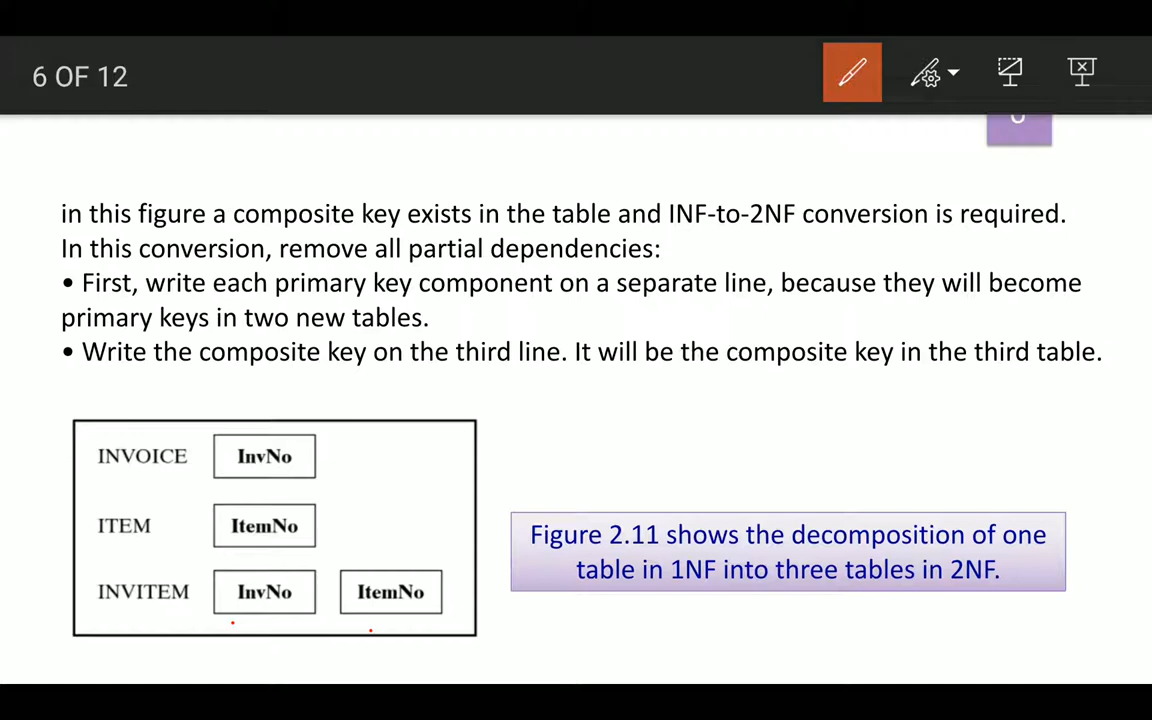 6 OF 12
in this figure a composite key exists in the table and INF-to-2NF conversion is required.
In this conversion, remove all partial dependencies:
• First, write each primary key component on a separate line, because they will become
primary keys in two new tables.
• Write the composite key on the third line. It will be the composite key in the third table.
INVOICE InvNo
ITEM ItemNo
INVITEM InvNo ItemNo
Figure 2.11 shows the decomposition of one
table in 1NF into three tables in 2NF.